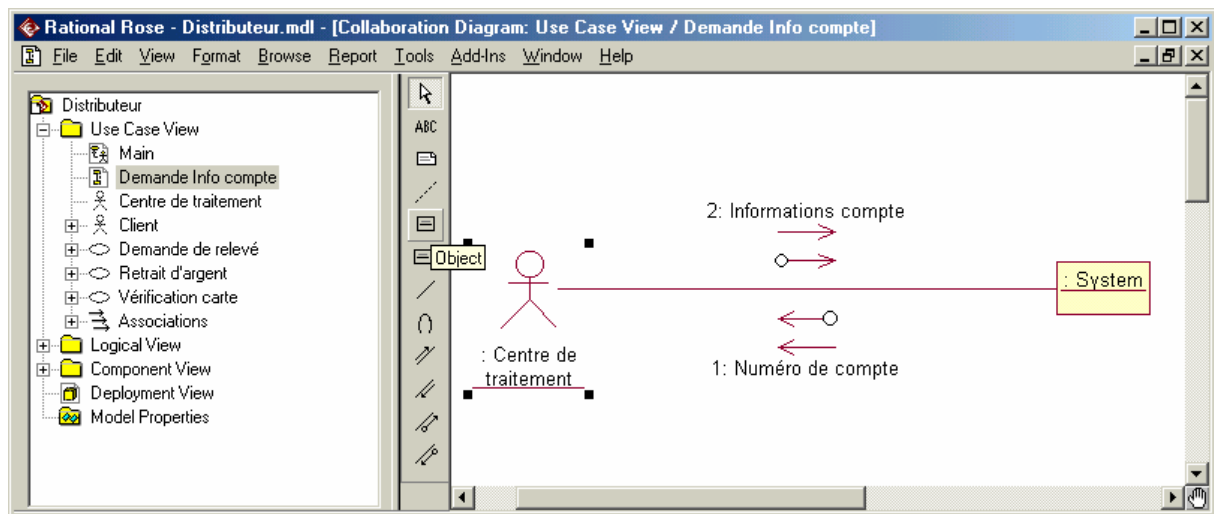 Rational Rose - Distributeur.mdl - [Collaboration Diagram: Use Case View / Demande Info compte]
File Edit View Format Browse Report Tools Add-Ins Window Help
Distributeur
Use Case View
Main
Demande Info compte
Centre de traitement
Client
Demande de relevé
Retrait d'argent
Vérification carte
Associations
Logical View
Component View
Deployment View
Model Properties
ABC
Object
2: Informations compte
: System
: Centre de
traitement
1: Numéro de compte